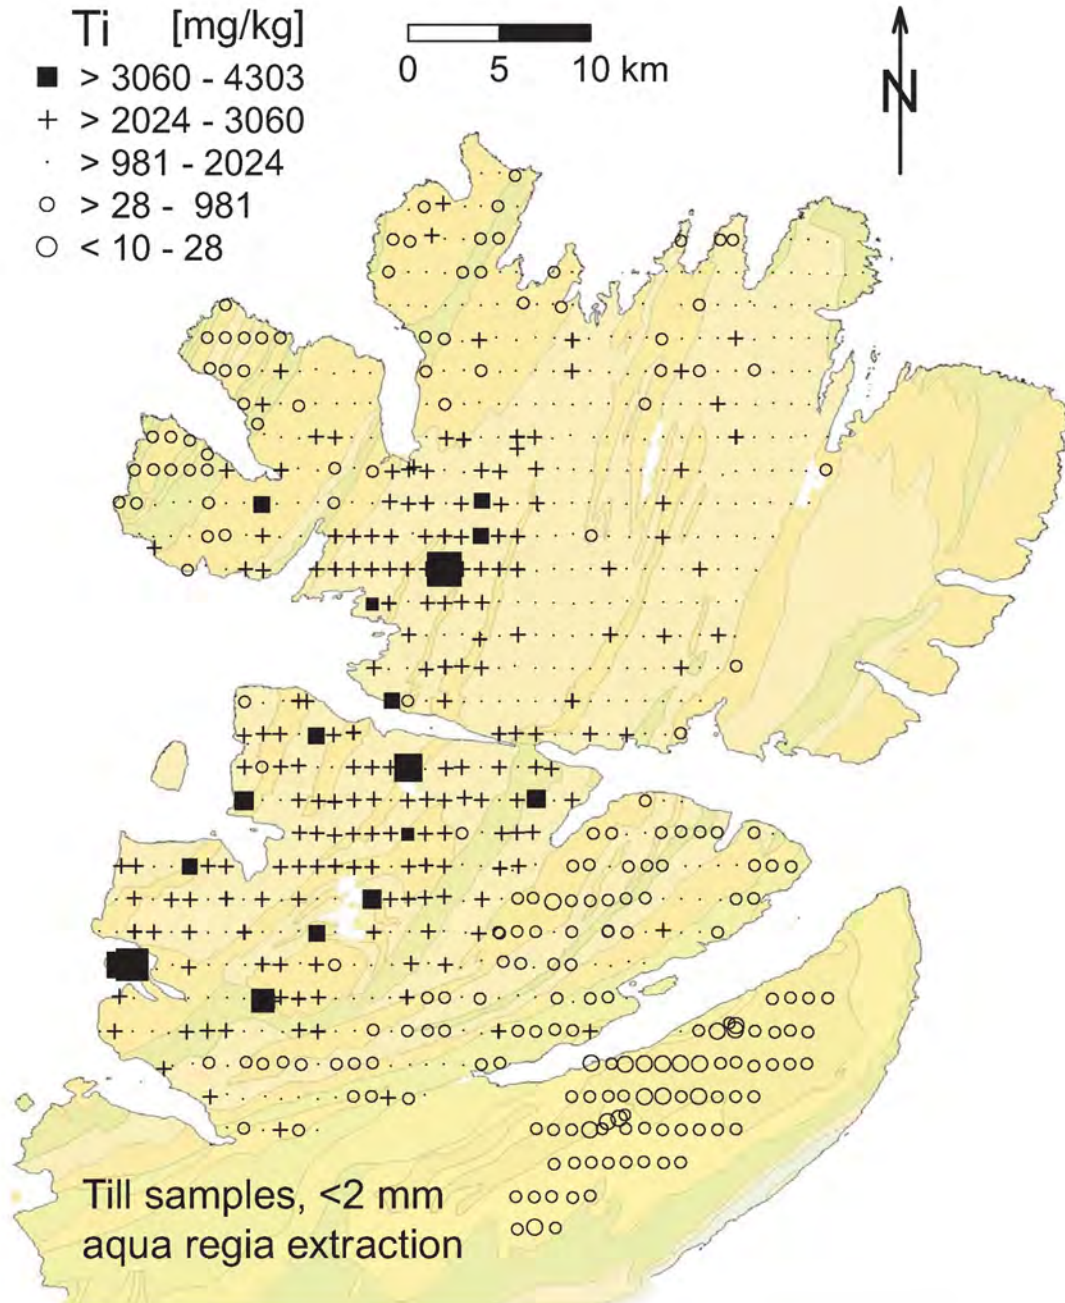 Ti [mg/kg]
> 3060 - 4303
> 2024 - 3060
> 981 - 2024
> 28 - 981
< 10 - 28
0 5 10 km
N
Till samples, <2 mm
aqua regia extraction